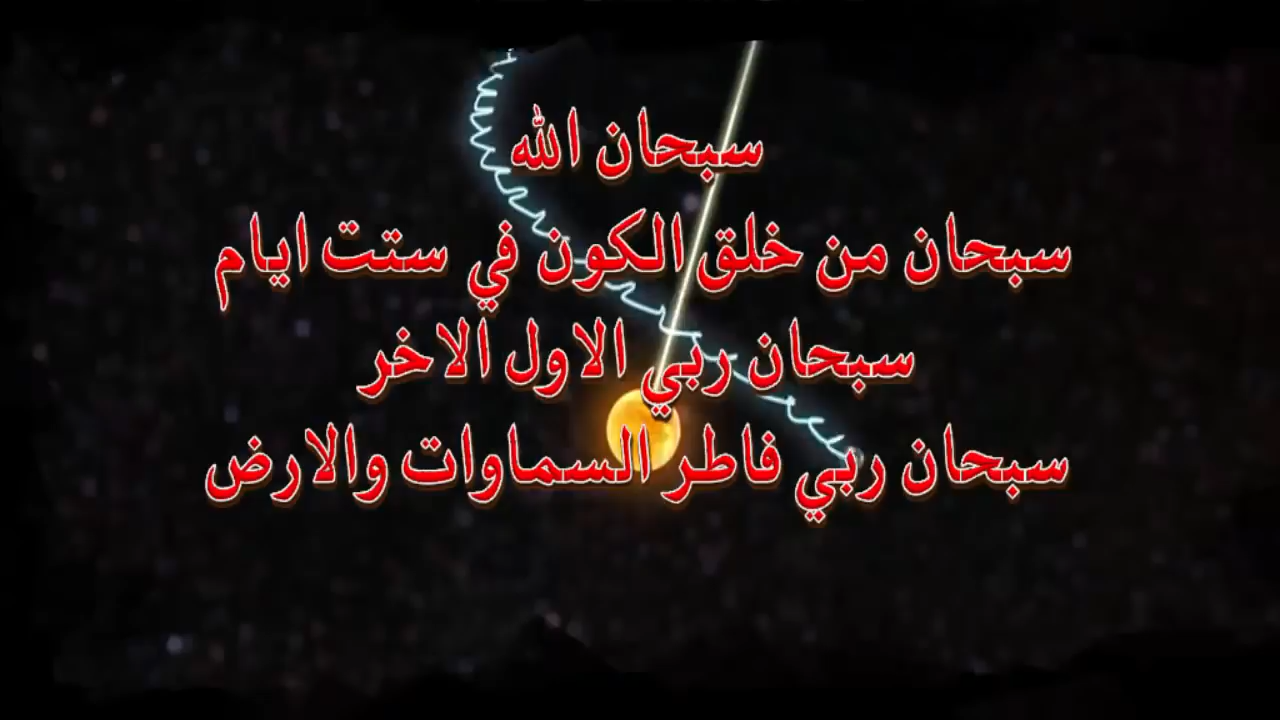 سبحان الله
سبحان من خلق الكون في ستت ايام
سبحان ربي الاول الاخر
سبحان ربي فاطر السماوات والارض